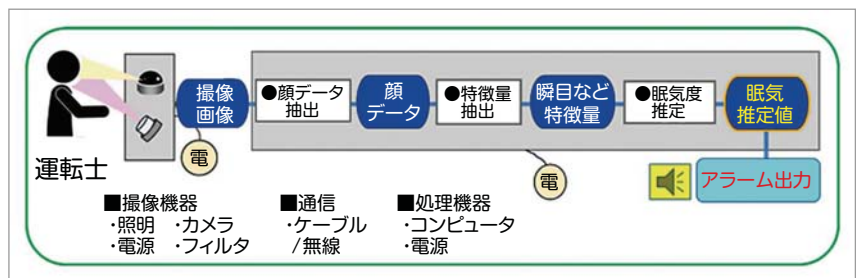 撮像
画像
●顔データ
抽出
顔
データ
●特徴量
抽出
瞬目など
特徴量
●眠気度
推定
眠気
推定値
電
電
運転士
アラーム出力
■撮像機器
・照明 ・カメラ
・電源 ・フィルタ
■通信
・ケーブル
/無線
■処理機器
・コンピュータ
・電源